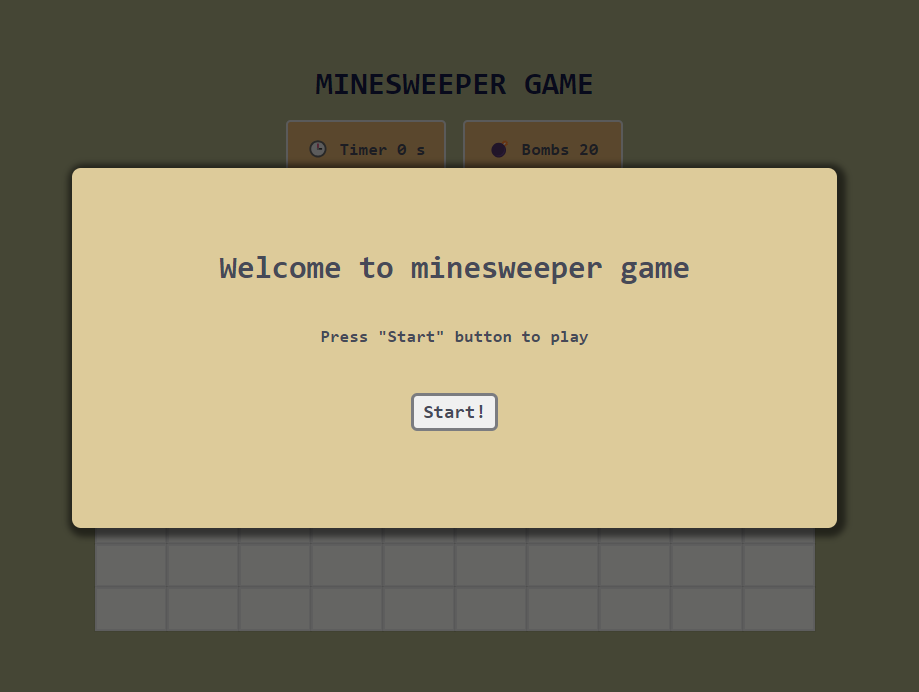 MINESWEEPER GAME
Timer 0 s
Bombs 20
Welcome to minesweeper game
Press "Start" button to play
Start!